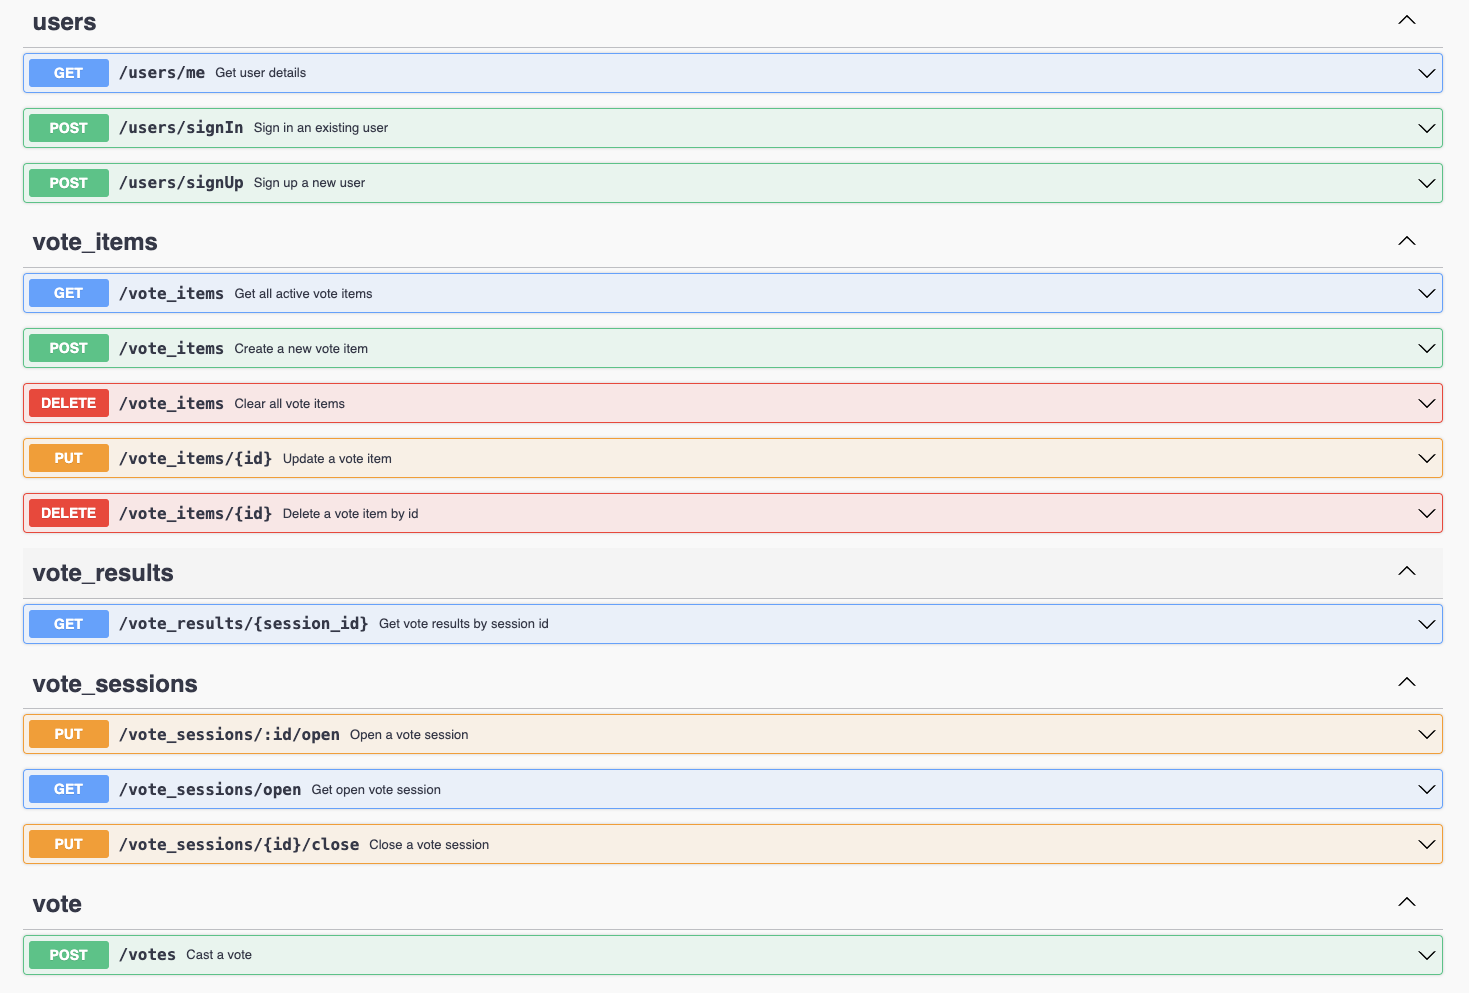 users
GET /users/me Get user details
POST /users/signIn Sign in an existing user
POST /users/signUp Sign up a new user
vote_items
GET /vote_items Get all active vote items
POST /vote_items Create a new vote item
DELETE /vote_items Clear all vote items
PUT /vote_items/{id} Update a vote item
DELETE /vote_items/{id} Delete a vote item by id
vote_results
GET /vote_results/{session_id} Get vote results by session id
vote_sessions
PUT /vote_sessions/:id/open Open a vote session
GET /vote_sessions/open Get open vote session
PUT /vote_sessions/{id}/close Close a vote session
vote
POST /votes Cast a vote